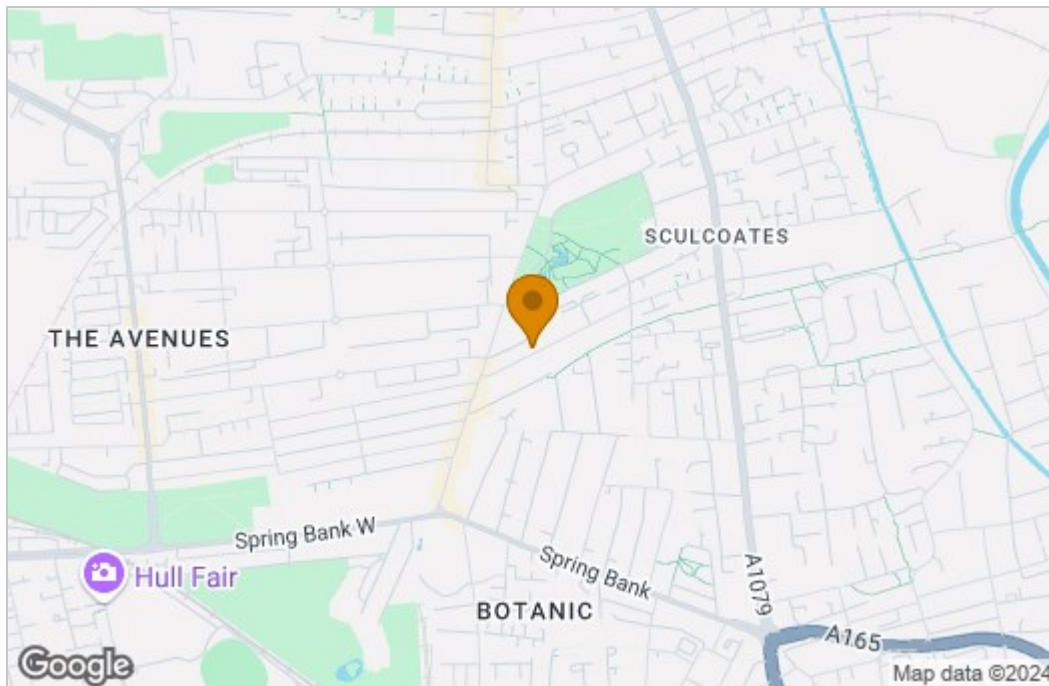 SCULCOATES
THE AVENUES
Spring Bank W
Hull Fair
Spring Bank
BOTANIC
A1079
A165
Google
Map data ©2024